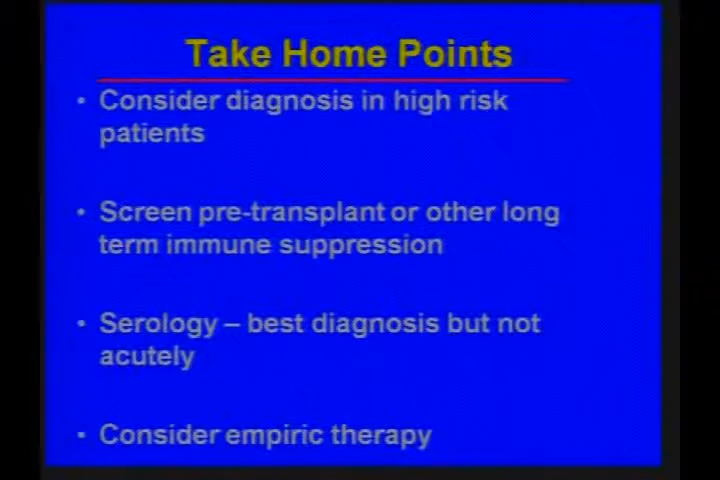 Take Home Points
• Consider diagnosis in high risk
patients
• Screen pre-transplant or other long
term immune suppression
• Serology – best diagnosis but not
acutely
• Consider empiric therapy